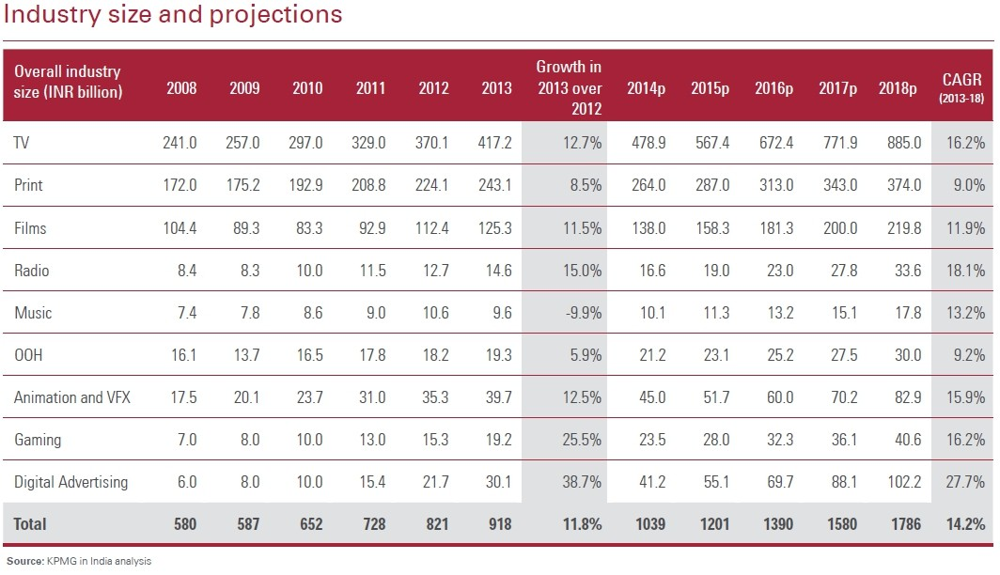 Industry size and projections
Overall industry size (INR billion) 2008 2009 2010 2011 2012 2013 Growth in 2013 over 2012 2014p 2015p 2016p 2017p 2018p CAGR (2013-18)
TV 241.0 257.0 297.0 329.0 370.1 417.2 12.7% 478.9 567.4 672.4 771.9 885.0 16.2%
Print 172.0 175.2 192.9 208.8 224.1 243.1 8.5% 264.0 287.0 313.0 343.0 374.0 9.0%
Films 104.4 89.3 83.3 92.9 112.4 125.3 11.5% 138.0 158.3 181.3 200.0 219.8 11.9%
Radio 8.4 8.3 10.0 11.5 12.7 14.6 15.0% 16.6 19.0 23.0 27.8 33.6 18.1%
Music 7.4 7.8 8.6 9.0 10.6 9.6 -9.9% 10.1 11.3 13.2 15.1 17.8 13.2%
OOH 16.1 13.7 16.5 17.8 18.2 19.3 5.9% 21.2 23.1 25.2 27.5 30.0 9.2%
Animation and VFX 17.5 20.1 23.7 31.0 35.3 39.7 12.5% 45.0 51.7 60.0 70.2 82.9 15.9%
Gaming 7.0 8.0 10.0 13.0 15.3 19.2 25.5% 23.5 28.0 32.3 36.1 40.6 16.2%
Digital Advertising 6.0 8.0 10.0 15.4 21.7 30.1 38.7% 41.2 55.1 69.7 88.1 102.2 27.7%
Total 580 587 652 728 821 918 11.8% 1039 1201 1390 1580 1786 14.2%
Source: KPMG in India analysis